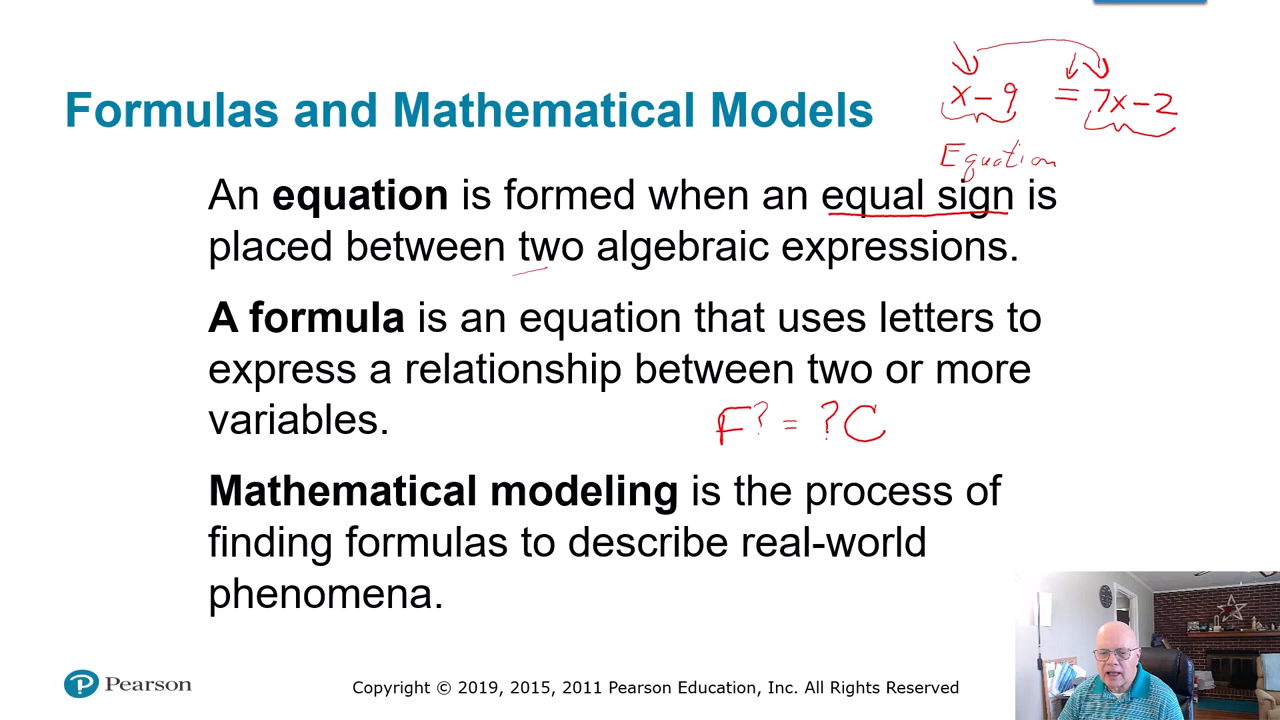 x - 9 = 7x - 2
Formulas and Mathematical Models
Equation
An equation is formed when an equal sign is
placed between two algebraic expressions.
A formula is an equation that uses letters to
express a relationship between two or more
variables.
F? = ?C
Mathematical modeling is the process of
finding formulas to describe real-world
phenomena.
Pearson
Copyright © 2019, 2015, 2011 Pearson Education, Inc. All Rights Reserved